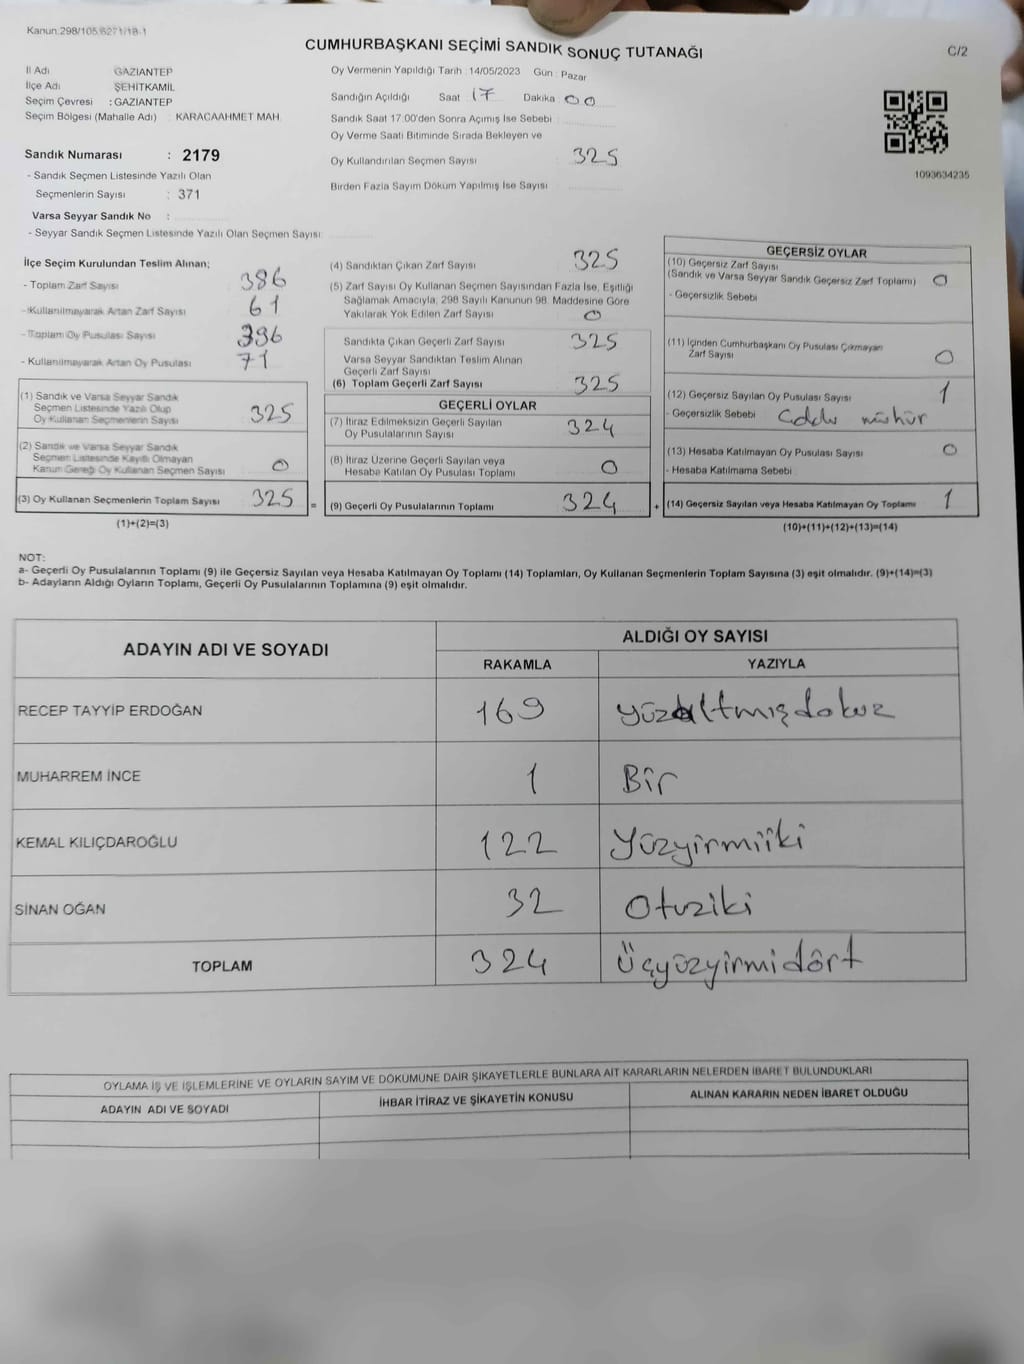 Kanun.298/105,6271/18-1
CUMHURBAŞKANI SEÇİMİ SANDIK SONUÇ TUTANAĞI
C/2
İl Adı GAZİANTEP
İlçe Adı ŞEHİTKAMİL
Seçim Çevresi : GAZİANTEP
Seçim Bölgesi (Mahalle Adı) : KARACAAHMET MAH.
Sandık Numarası : 2179
- Sandık Seçmen Listesinde Yazılı Olan
Seçmenlerin Sayısı : 371
Varsa Seyyar Sandık No :
- Seyyar Sandık Seçmen Listesinde Yazılı Olan Seçmen Sayısı:
Oy Vermenin Yapıldığı Tarih : 14/05/2023 Gün : Pazar
Sandığın Açıldığı Saat 17 Dakika 00
Sandık Saat 17:00'den Sonra Açımış İse Sebebi
Oy Verme Saati Bitiminde Sırada Bekleyen ve
Oy Kullandırılan Seçmen Sayısı : 325
Birden Fazla Sayım Döküm Yapılmış İse Sayısı
1093634235
İlçe Seçim Kurulundan Teslim Alınan;
- Toplam Zarf Sayısı : 386
- Kullanılmayarak Artan Zarf Sayısı : 61
- Toplam Oy Pusulası Sayısı : 396
- Kullanılmayarak Artan Oy Pusulası : 71
(1) Sandık ve Varsa Seyyar Sandık
Seçmen Listesinde Yazılı Olup
Oy Kullanan Seçmenlerin Sayısı : 325
(2) Sandık ve Varsa Seyyar Sandık
Seçmen Listesinde Kayıtlı Olmayan
Kanun Gereği Oy Kullanan Seçmen Sayısı : 0
(3) Oy Kullanan Seçmenlerin Toplam Sayısı : 325 =
(1)+(2)=(3)
(4) Sandıktan Çıkan Zarf Sayısı : 325
(5) Zarf Sayısı Oy Kullanan Seçmen Sayısından Fazla İse, Eşitliği
Sağlamak Amacıyla, 298 Sayılı Kanunun 98. Maddesine Göre
Yakılarak Yok Edilen Zarf Sayısı : 0
Sandıkta Çıkan Geçerli Zarf Sayısı : 325
Varsa Seyyar Sandıktan Teslim Alınan
Geçerli Zarf Sayısı :
(6) Toplam Geçerli Zarf Sayısı : 325
GEÇERLİ OYLAR
(7) İtiraz Edilmeksizin Geçerli Sayılan
Oy Pusulalarının Sayısı : 324
(8) İtiraz Üzerine Geçerli Sayılan veya
Hesaba Katılan Oy Pusulası Toplamı : 0
(9) Geçerli Oy Pusulalarının Toplamı : 324 +
GEÇERSİZ OYLAR
(10) Geçersiz Zarf Sayısı
(Sandık ve Varsa Seyyar Sandık Geçersiz Zarf Toplamı) : 0
- Geçersizlik Sebebi
(11) İçinden Cumhurbaşkanı Oy Pusulası Çıkmayan
Zarf Sayısı : 0
(12) Geçersiz Sayılan Oy Pusulası Sayısı : 1
- Geçersizlik Sebebi : mühür
(13) Hesaba Katılmayan Oy Pusulası Sayısı : 0
- Hesaba Katılmama Sebebi
(14) Geçersiz Sayılan veya Hesaba Katılmayan Oy Toplamı : 1
(10)+(11)+(12)+(13)=(14)
NOT:
a- Geçerli Oy Pusulalarının Toplamı (9) ile Geçersiz Sayılan veya Hesaba Katılmayan Oy Toplamı (14) Toplamları, Oy Kullanan Seçmenlerin Toplam Sayısına (3) eşit olmalıdır. (9)+(14)=(3)
b- Adayların Aldığı Oyların Toplamı, Geçerli Oy Pusulalarının Toplamına (9) eşit olmalıdır.
ADAYIN ADI VE SOYADI ALDIĞI OY SAYISI
RAKAMLA YAZIYLA
RECEP TAYYİP ERDOĞAN 169 yüzaltmışdokuz
MUHARREM İNCE 1 Bir
KEMAL KILIÇDAROĞLU 122 Yüzyirmiiki
SİNAN OĞAN 32 Otuziki
TOPLAM 324 Üçyüzyirmidört
OYLAMA İŞ VE İŞLEMLERİNE VE OYLARIN SAYIM VE DÖKÜMÜNE DAİR ŞİKAYETLERLE BUNLARA AİT KARARLARIN NELERDEN İBARET BULUNDUKLARI
ADAYIN ADI VE SOYADI İHBAR İTİRAZ VE ŞİKAYETİN KONUSU ALINAN KARARIN NEDEN İBARET OLDUĞU